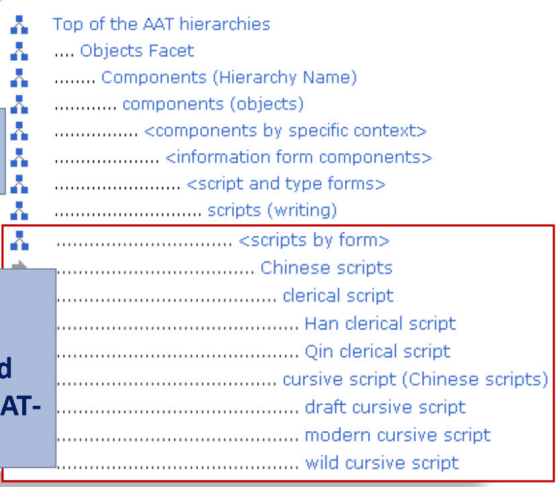 Top of the AAT hierarchies
.... Objects Facet
........ Components (Hierarchy Name)
............ components (objects)
................ <components by specific context>
.................... <information form components>
........................ <script and type forms>
............................ scripts (writing)
................................ <scripts by form>
.................................... Chinese scripts
........................................ clerical script
............................................ Han clerical script
............................................ Qin clerical script
........................................ cursive script (Chinese scripts)
............................................ draft cursive script
............................................ modern cursive script
............................................ wild cursive script
AT-